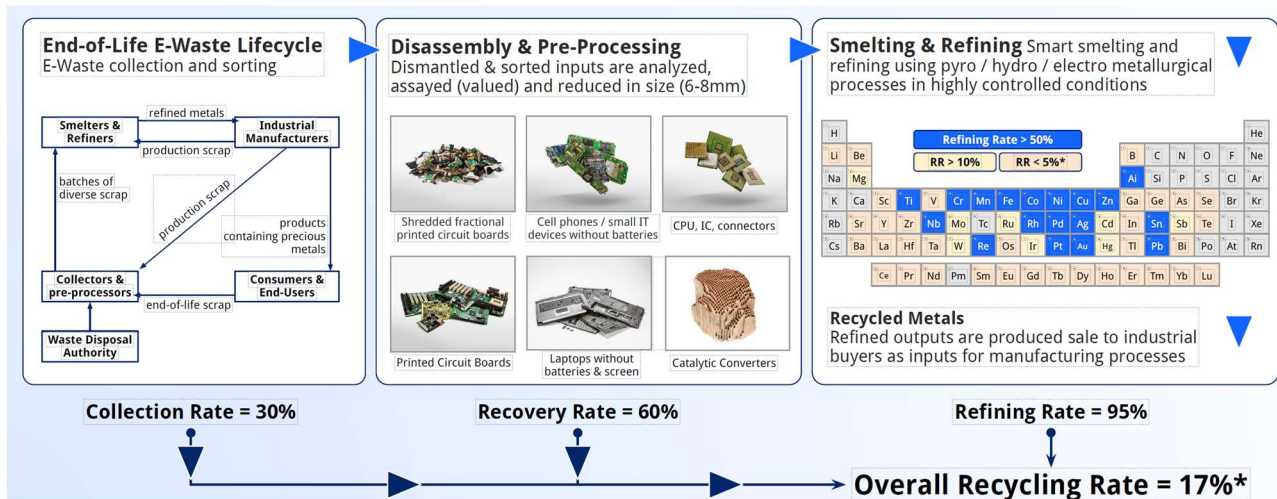 End-of-Life E-Waste Lifecycle
E-Waste collection and sorting
refined metals
Smelters &
Refiners
Industrial
Manufacturers
production scrap
batches of
diverse scrap
production scrap
products
containing precious
metals
Collectors &
pre-processors
Consumers &
End-Users
end-of-life scrap
Waste Disposal
Authority
Disassembly & Pre-Processing
Dismantled & sorted inputs are analyzed,
assayed (valued) and reduced in size (6-8mm)
Shredded fractional
printed circuit boards
Cell phones / small IT
devices without batteries
CPU, IC, connectors
Printed Circuit Boards
Laptops without
batteries & screen
Catalytic Converters
Smelting & Refining Smart smelting and
refining using pyro / hydro / electro metallurgical
processes in highly controlled conditions
Refining Rate > 50%
RR > 10% RR < 5%*
H He
Li Be B C N O F Ne
Na Mg Ai Si P S Cl Ar
K Ca Sc Ti V Cr Mn Fe Co Ni Cu Zn Ga Ge As Se Br Kr
Rb Sr Y Zr Nb Mo Tc Ru Rh Pd Ag Cd In Sn Sb Te I Xe
Cs Ba La Hf Ta W Re Os Ir Pt Au Hg Tl Pb Bi Po At Rn
Ce Pr Nd Pm Sm Eu Gd Tb Dy Ho Er Tm Yb Lu
Recycled Metals
Refined outputs are produced sale to industrial
buyers as inputs for manufacturing processes
Collection Rate = 30%
Recovery Rate = 60%
Refining Rate = 95%
Overall Recycling Rate = 17%*